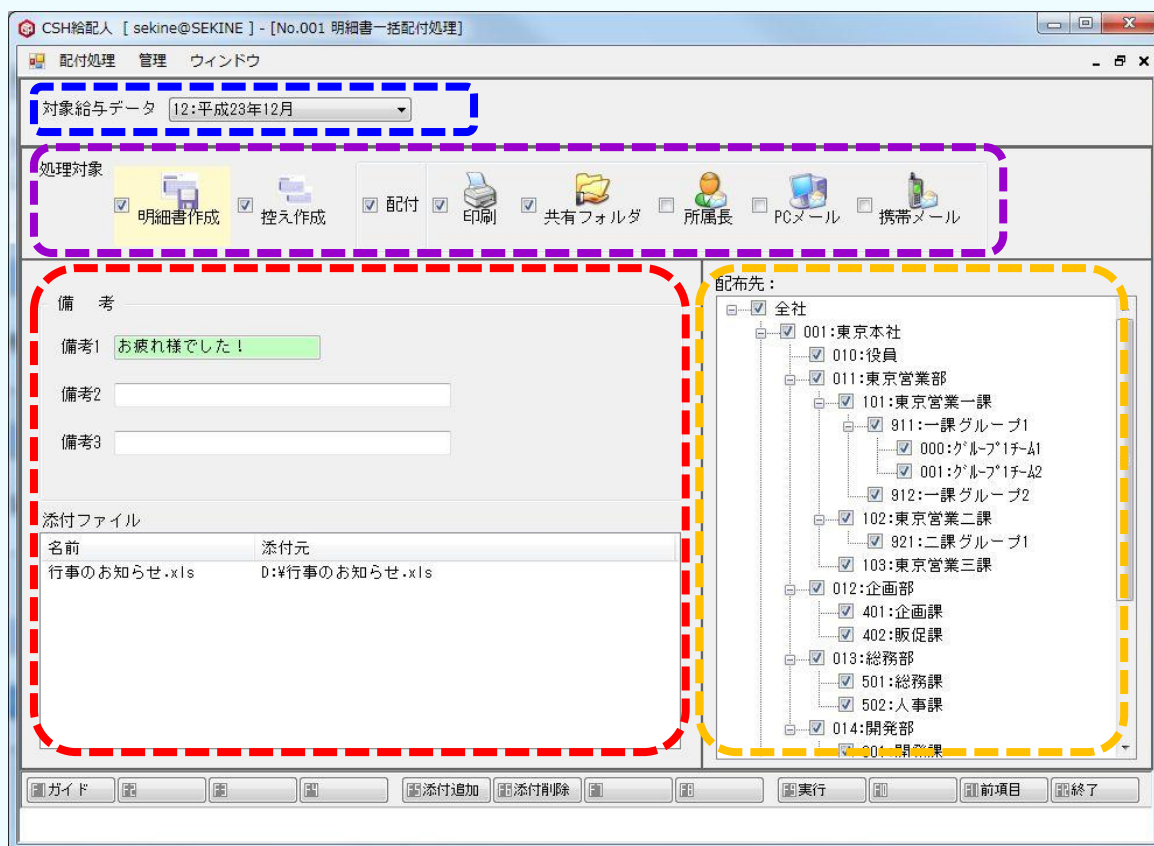 CSH給配人 [ sekine@SEKINE ] - [No.001 明細書一括配付処理]
配付処理 管理 ウィンドウ
対象給与データ 12:平成23年12月
処理対象
明細書作成 控え作成 配付 印刷 共有フォルダ 所属長 PCメール 携帯メール
備 考
備考1 お疲れ様でした!
備考2
備考3
添付ファイル
名前 添付元
行事のお知らせ.xls D:¥行事のお知らせ.xls
配布先:
全社
001:東京本社
010:役員
011:東京営業部
101:東京営業一課
911:一課グループ1
000:グループ1チーム1
001:グループ1チーム2
912:一課グループ2
102:東京営業二課
921:二課グループ1
103:東京営業三課
012:企画部
401:企画課
402:販促課
013:総務部
501:総務課
502:人事課
014:開発部
ガイド 添付追加 添付削除 実行 前項目 終了